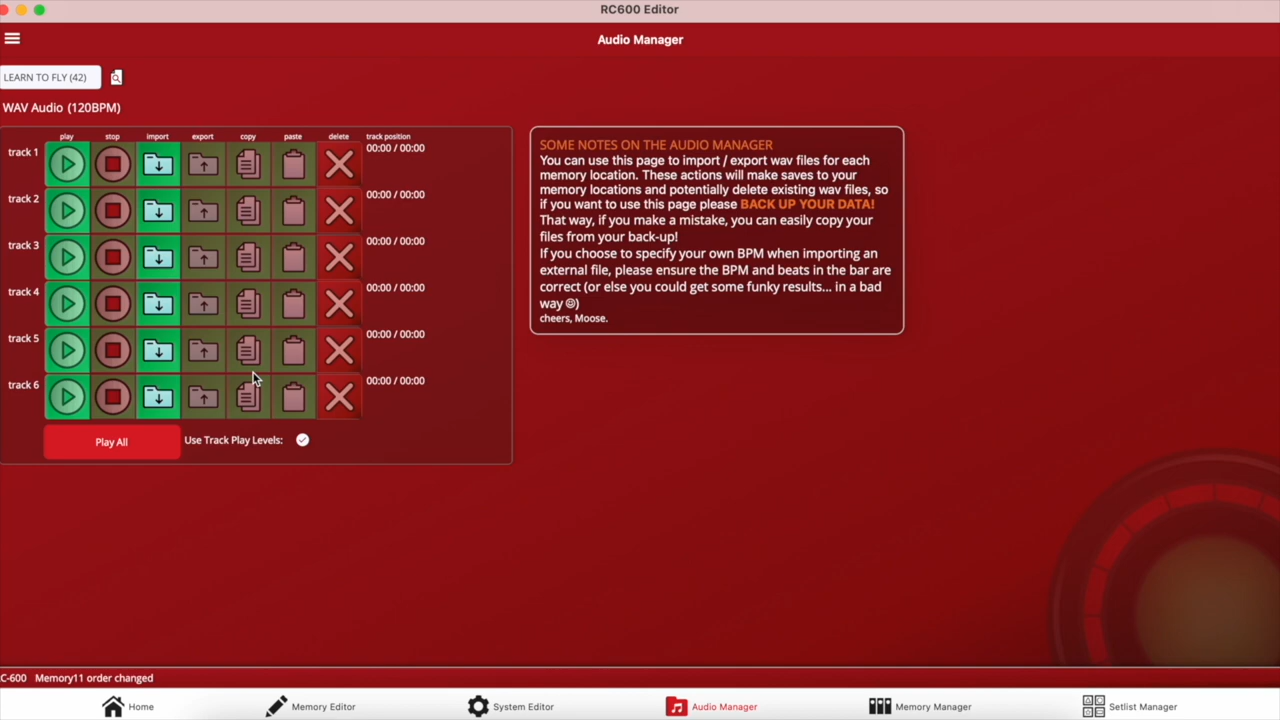 RC600 Editor
Audio Manager
LEARN TO FLY (42)
WAV Audio (120BPM)
play stop import export copy paste delete track position
track 1 00:00 / 00:00
track 2 00:00 / 00:00
track 3 00:00 / 00:00
track 4 00:00 / 00:00
track 5 00:00 / 00:00
track 6 00:00 / 00:00
Play All Use Track Play Levels:
SOME NOTES ON THE AUDIO MANAGER
You can use this page to import / export wav files for each
memory location. These actions will make saves to your
memory locations and potentially delete existing wav files, so
if you want to use this page please BACK UP YOUR DATA!
That way, if you make a mistake, you can easily copy your
files from your back-up!
If you choose to specify your own BPM when importing an
external file, please ensure the BPM and beats in the bar are
correct (or else you could get some funky results... in a bad
way ☺)
cheers, Moose.
C-600 Memory11 order changed
Home Memory Editor System Editor Audio Manager Memory Manager Setlist Manager